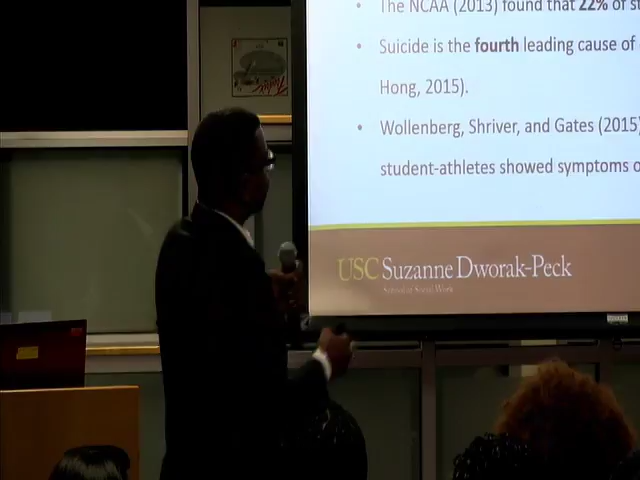 • The NCAA (2013) found that 22% of st
• Suicide is the fourth leading cause of
Hong, 2015).
• Wollenberg, Shriver, and Gates (2015)
student-athletes showed symptoms o
USC Suzanne Dworak-Peck
School of Social Work